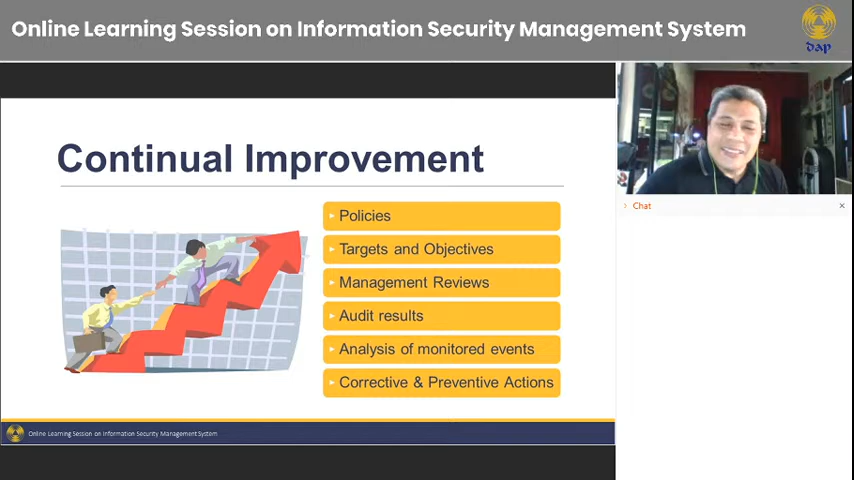 Online Learning Session on Information Security Management System
dap
Continual Improvement
Policies
Targets and Objectives
Management Reviews
Audit results
Analysis of monitored events
Corrective & Preventive Actions
Chat
Online Learning Session on Information Security Management System